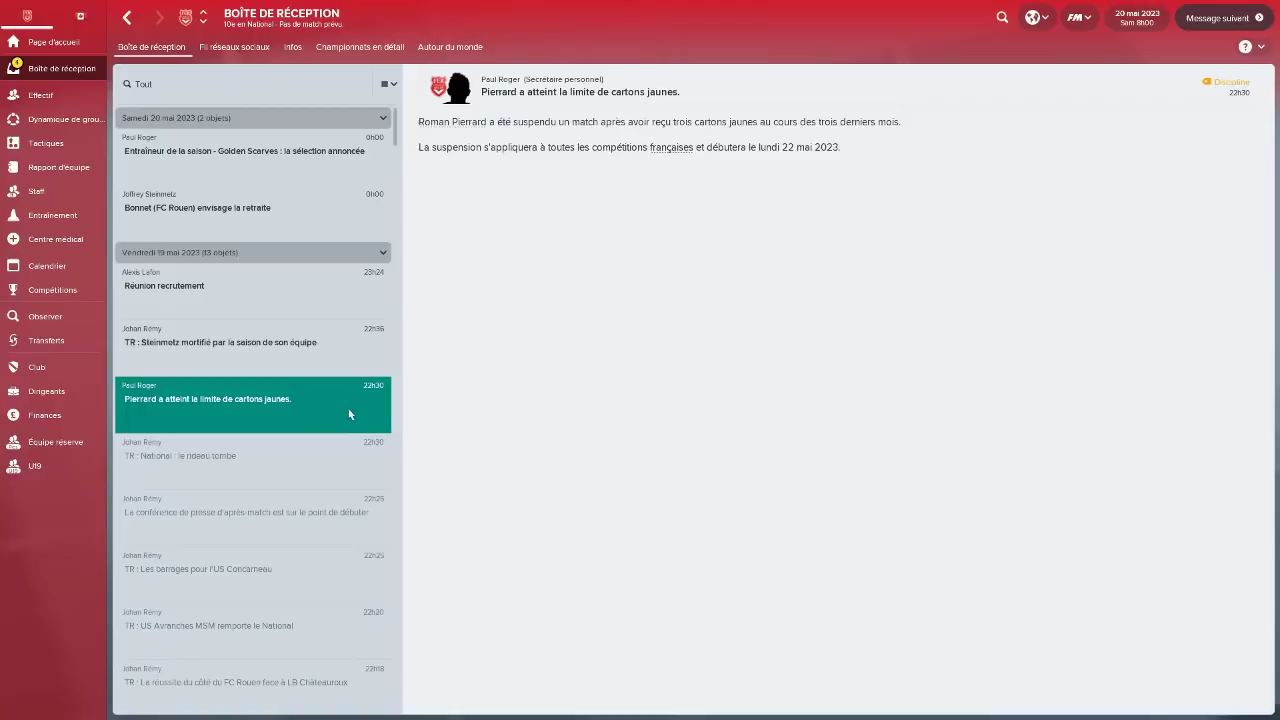 BOÎTE DE RÉCEPTION
10e en National - Pas de match prévu.
FM
20 mai 2023
Sam 8h00
Message suivant
Page d'accueil
Boîte de réception
Effectif
Dynamique de grou...
Tactiques
Rapport d'équipe
Staff
Entraînement
Centre médical
Calendrier
Compétitions
Observer
Transferts
Club
Dirigeants
Finances
Équipe réserve
U19
Boîte de réception
Fil réseaux sociaux
Infos
Championnats en détail
Autour du monde
?
Tout
Samedi 20 mai 2023 (2 objets)
Paul Roger 0h00
Entraîneur de la saison - Golden Scarves : la sélection annoncée
Joffrey Steinmetz 0h00
Bonnet (FC Rouen) envisage la retraite
Vendredi 19 mai 2023 (13 objets)
Alexis Lafon 23h24
Réunion recrutement
Johan Rémy 22h36
TR : Steinmetz mortifié par la saison de son équipe
Paul Roger 22h30
Pierrard a atteint la limite de cartons jaunes.
Johan Rémy 22h30
TR : National : le rideau tombe
Johan Rémy 22h25
La conférence de presse d'après-match est sur le point de débuter
Johan Rémy 22h25
TR : Les barrages pour l'US Concarneau
Johan Rémy 22h20
TR : US Avranches MSM remporte le National
Johan Rémy 22h18
TR : La réussite du côté du FC Rouen face à LB Châteauroux
Paul Roger (Secrétaire personnel)
Pierrard a atteint la limite de cartons jaunes.
Discipline
22h30
Roman Pierrard a été suspendu un match après avoir reçu trois cartons jaunes au cours des trois derniers mois.
La suspension s'appliquera à toutes les compétitions françaises et débutera le lundi 22 mai 2023.